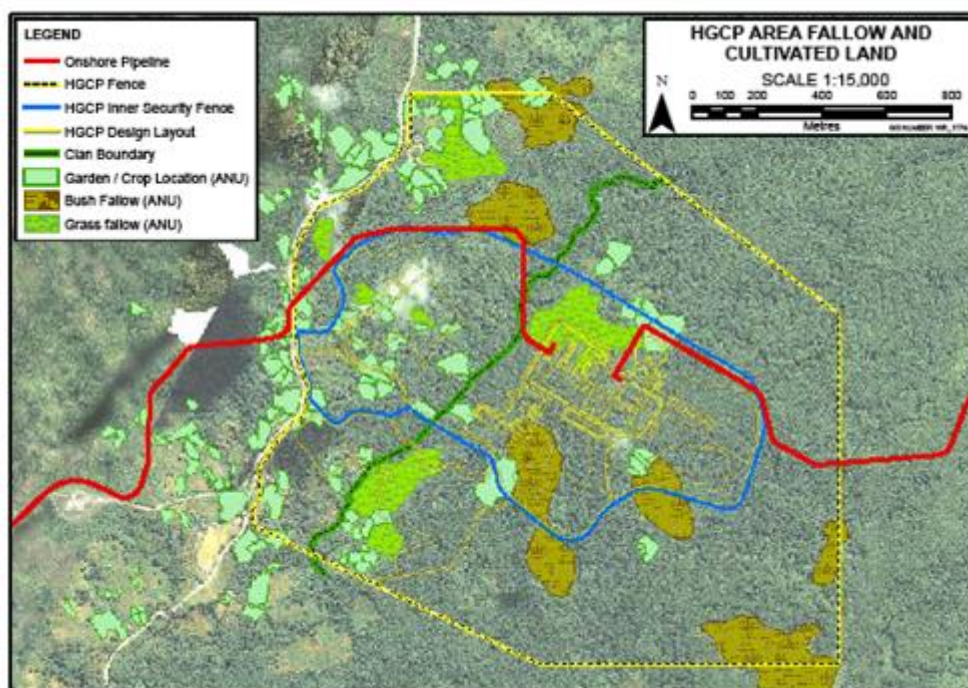 LEGEND
Onshore Pipeline
HGCP Fence
HGCP Inner Security Fence
HGCP Design Layout
Clan Boundary
Garden / Crop Location (ANU)
Bush Fallow (ANU)
Grass fallow (ANU)
HGCP AREA FALLOW AND
CULTIVATED LAND
SCALE 1:15,000
N
0 100 200 400 600 800
Metres